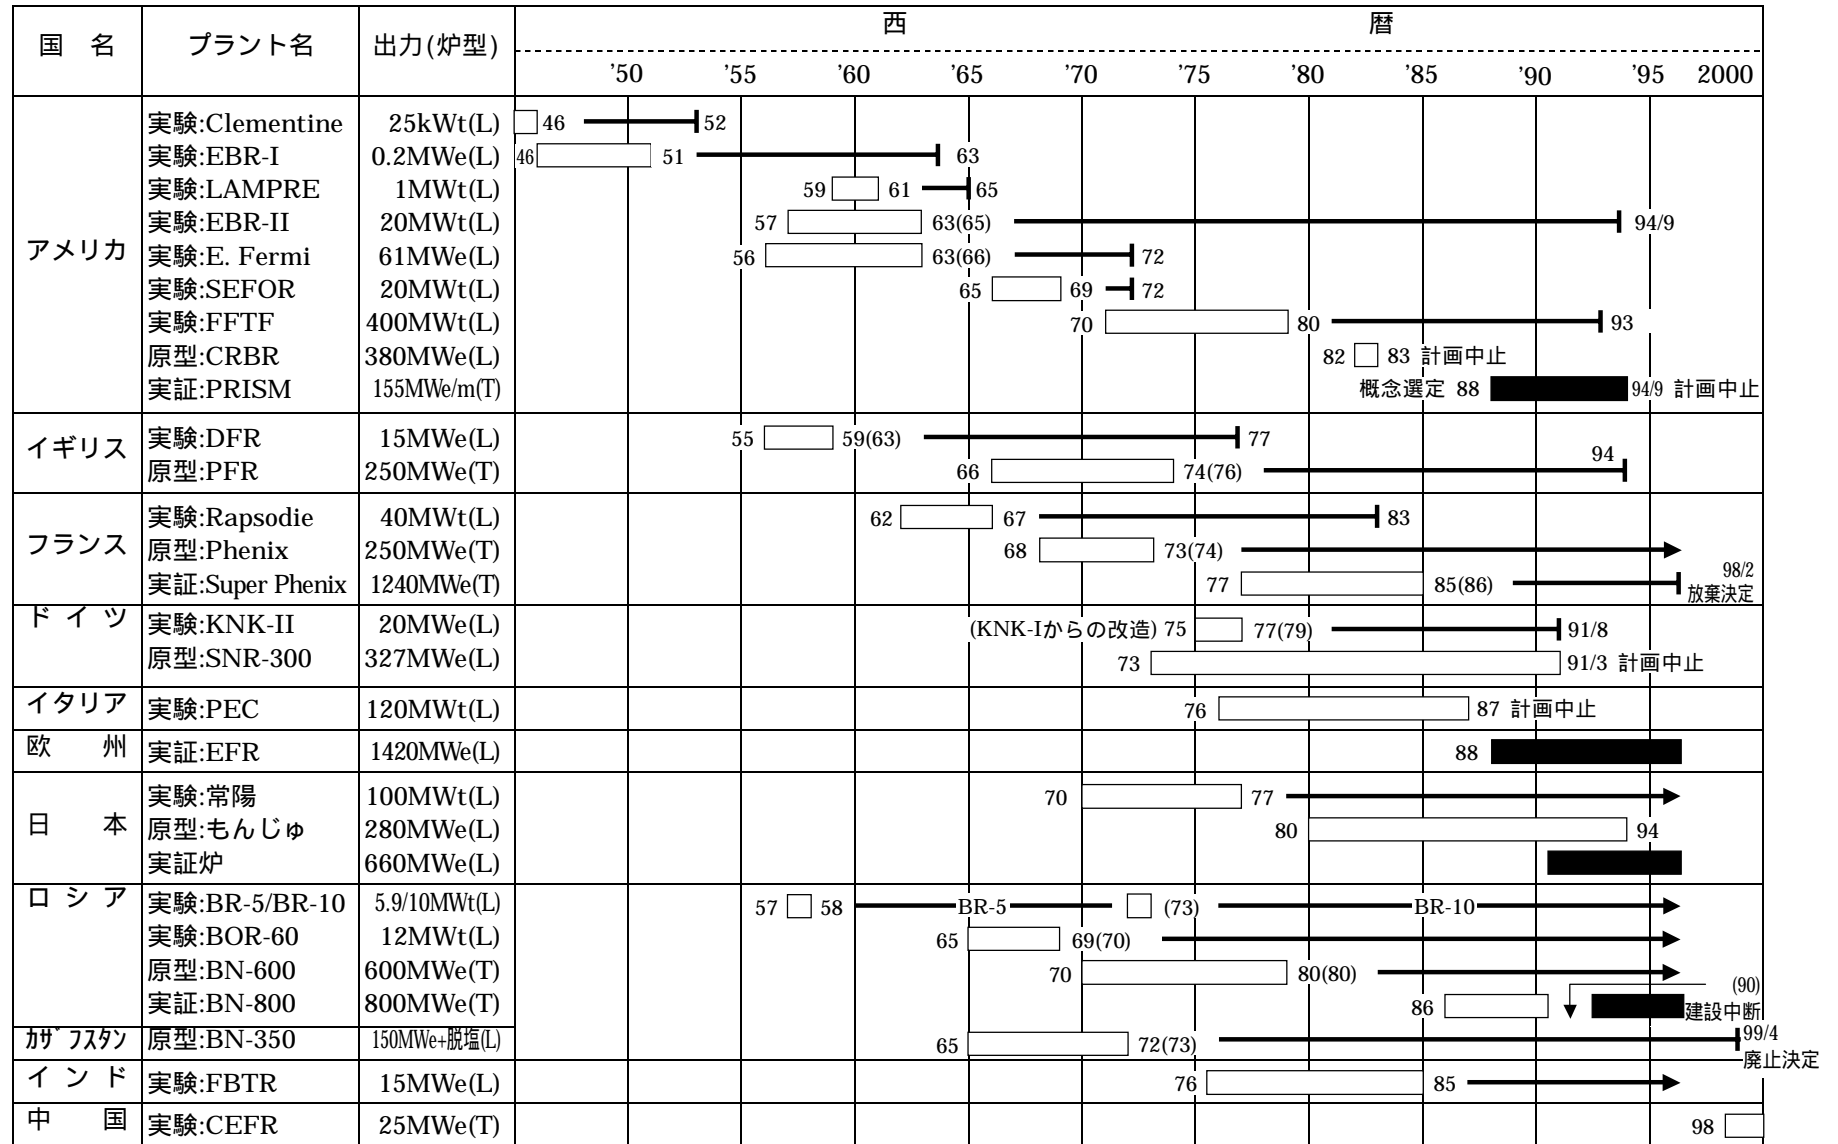 国 名 プラント名 出力(炉型) 西 暦
’50 ’55 ’60 ’65 ’70 ’75 ’80 ’85 ’90 ’95 2000
アメリカ
実験:Clementine 25kWt(L) 46 52
実験:EBR-I 0.2MWe(L) 46 51 63
実験:LAMPRE 1MWt(L) 59 61 65
実験:EBR-II 20MWt(L) 57 63(65) 94/9
実験:E. Fermi 61MWe(L) 56 63(66) 72
実験:SEFOR 20MWt(L) 65 69 72
実験:FFTF 400MWt(L) 70 80 93
原型:CRBR 380MWe(L) 82 83 計画中止
実証:PRISM 155MWe/m(T) 概念選定 88 94/9 計画中止
イギリス
実験:DFR 15MWe(L) 55 59(63) 77
原型:PFR 250MWe(T) 66 74(76) 94
フランス
実験:Rapsodie 40MWt(L) 62 67 83
原型:Phenix 250MWe(T) 68 73(74)
実証:Super Phenix 1240MWe(T) 77 85(86) 98/2 放棄決定
ドイツ
実験:KNK-II 20MWe(L) (KNK-Iからの改造) 75 77(79) 91/8
原型:SNR-300 327MWe(L) 73 91/3 計画中止
イタリア
実験:PEC 120MWt(L) 76 87 計画中止
欧 州
実証:EFR 1420MWe(L) 88
日 本
実験:常陽 100MWt(L) 70 77
原型:もんじゅ 280MWe(L) 80 94
実証炉 660MWe(L)
ロシア
実験:BR-5/BR-10 5.9/10MWt(L) 57 58 BR-5 (73) BR-10
実験:BOR-60 12MWt(L) 65 69(70)
原型:BN-600 600MWe(T) 70 80(80)
実証:BN-800 800MWe(T) 86 (90) 建設中断
ｶｻﾞﾌｽﾀﾝ
原型:BN-350 150MWe+脱塩(L) 65 72(73) 99/4 廃止決定
インド
実験:FBTR 15MWe(L) 76 85
中 国
実験:CEFR 25MWe(T) 98